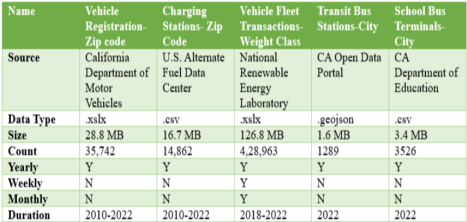 Name Vehicle Registration- Zip code Charging Stations- Zip Code Vehicle Fleet Transactions- Weight Class Transit Bus Stations-City School Bus Terminals- City
Source California Department of Motor Vehicles U.S. Alternate Fuel Data Center National Renewable Energy Laboratory CA Open Data Portal CA Department of Education
Data Type .xslx .csv .xslx .geojson .csv
Size 28.8 MB 16.7 MB 126.8 MB 1.6 MB 3.4 MB
Count 35,742 14,862 4,28,963 1289 3526
Yearly Y Y Y Y Y
Weekly N N Y N N
Monthly N N Y N N
Duration 2010-2022 2010-2022 2018-2022 2022 2022